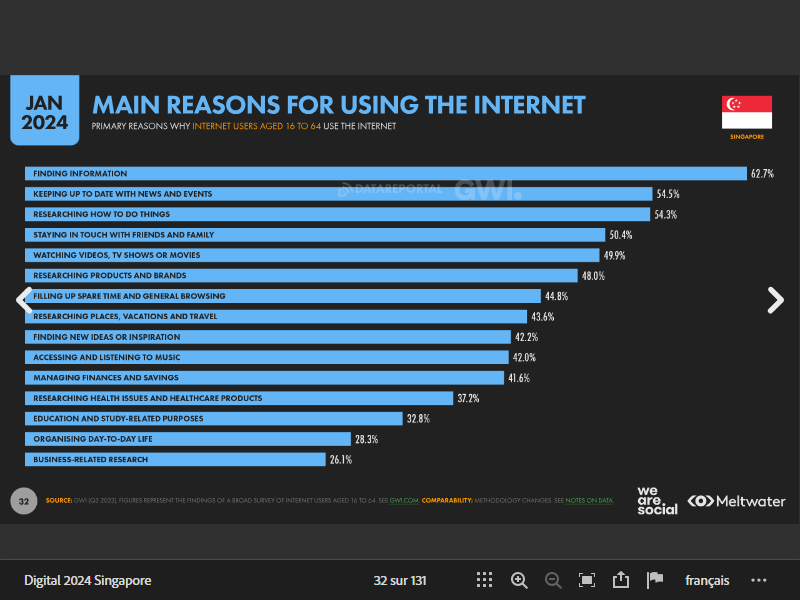 JAN
2024
MAIN REASONS FOR USING THE INTERNET
PRIMARY REASONS WHY INTERNET USERS AGED 16 TO 64 USE THE INTERNET
SINGAPORE
FINDING INFORMATION 62.7%
DATAREPORTAL GWI.
KEEPING UP TO DATE WITH NEWS AND EVENTS 54.5%
RESEARCHING HOW TO DO THINGS 54.3%
STAYING IN TOUCH WITH FRIENDS AND FAMILY 50.4%
WATCHING VIDEOS, TV SHOWS OR MOVIES 49.9%
RESEARCHING PRODUCTS AND BRANDS 48.0%
FILLING UP SPARE TIME AND GENERAL BROWSING 44.8%
RESEARCHING PLACES, VACATIONS AND TRAVEL 43.6%
FINDING NEW IDEAS OR INSPIRATION 42.2%
ACCESSING AND LISTENING TO MUSIC 42.0%
MANAGING FINANCES AND SAVINGS 41.6%
RESEARCHING HEALTH ISSUES AND HEALTHCARE PRODUCTS 37.2%
EDUCATION AND STUDY-RELATED PURPOSES 32.8%
ORGANISING DAY-TO-DAY LIFE 28.3%
BUSINESS-RELATED RESEARCH 26.1%
32
SOURCE: GWI (Q3 2023). FIGURES REPRESENT THE FINDINGS OF A BROAD SURVEY OF INTERNET USERS AGED 16 TO 64. SEE GWI.COM. COMPARABILITY: METHODOLOGY CHANGES. SEE NOTES ON DATA.
we
are
social
Meltwater
Digital 2024 Singapore
32 sur 131
français